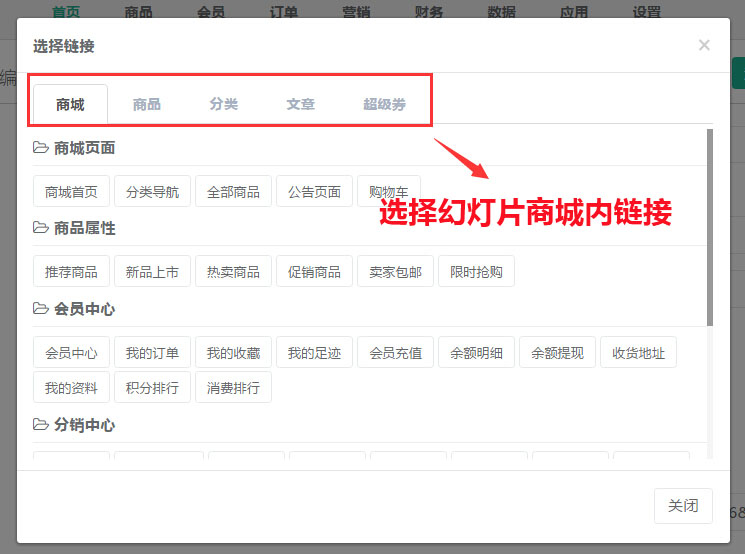 首页 商品 会员 订单 营销 财务 数据 应用 设置
选择链接 ×
编
商城 商品 分类 文章 超级券
商城页面
商城首页 分类导航 全部商品 公告页面 购物车
选择幻灯片商城内链接
商品属性
推荐商品 新品上市 热卖商品 促销商品 卖家包邮 限时抢购
会员中心
会员中心 我的订单 我的收藏 我的足迹 会员充值 余额明细 余额提现 收货地址
我的资料 积分排行 消费排行
分销中心
关闭
68